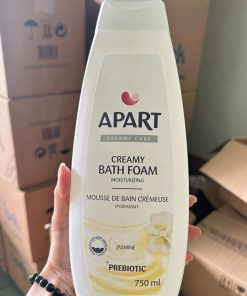 APART
CREAMY CARE
CREAMY
BATH FOAM
MOISTURIZING
MOUSSE DE BAIN CRÉMEUSE
HYDRATANT
JASMINE
+ PREBIOTIC
750 ml